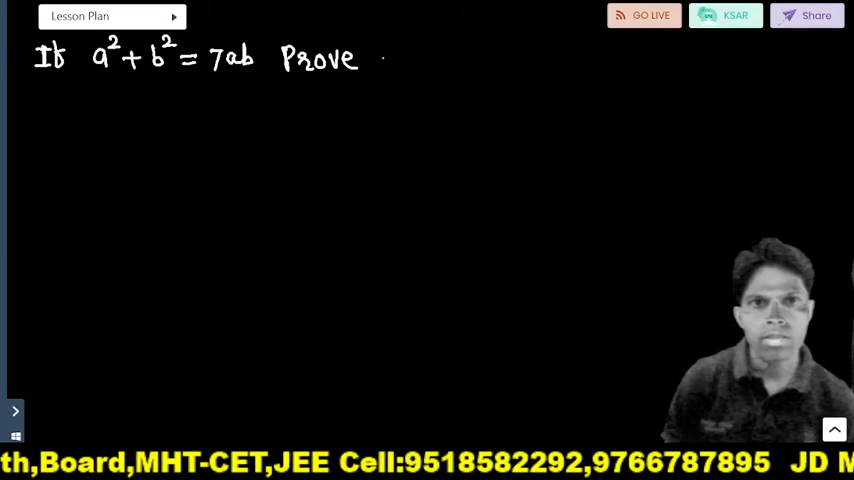 Lesson Plan
GO LIVE
KSAR
Share
If a²+b² = 7ab Prove
th,Board,MHT-CET,JEE Cell:9518582292,9766787895 JD M